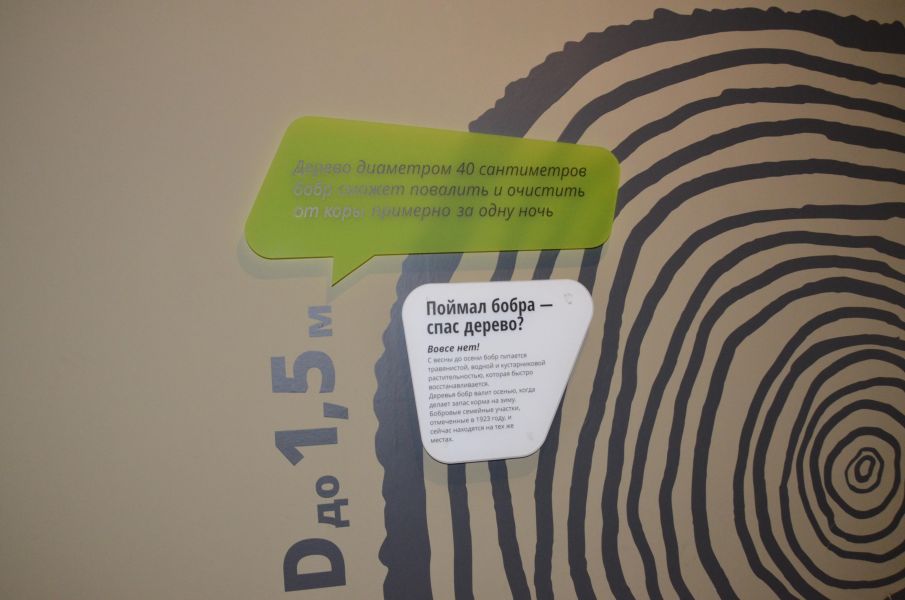 Дерево диаметром 40 сантиметров
бобр сможет повалить и очистить
от коры примерно за одну ночь
Поймал бобра —
спас дерево?
Вовсе нет!
С весны до осени бобр питается
травянистой, водной и кустарниковой
растительностью, которая быстро
восстанавливается.
Деревья бобр валит осенью, когда
делает запас корма на зиму.
Бобровые семейные участки,
отмеченные в 1923 году, и
сейчас находятся на тех же
местах.
D до 1,5 м